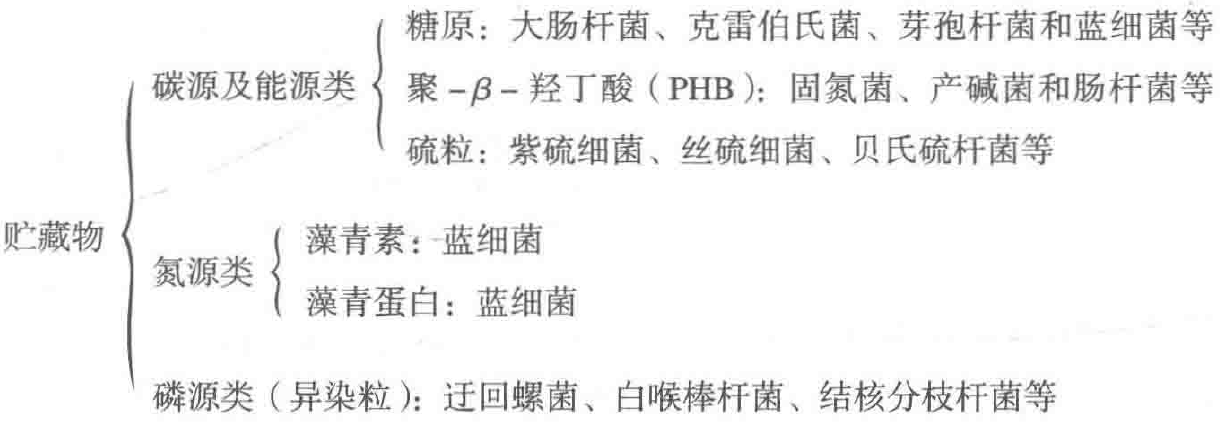 糖原：大肠杆菌、克雷伯氏菌、芽孢杆菌和蓝细菌等
碳源及能源类
聚-β-羟丁酸（PHB）：固氮菌、产碱菌和肠杆菌等
硫粒：紫硫细菌、丝硫细菌、贝氏硫杆菌等
贮藏物
藻青素：蓝细菌
氮源类
藻青蛋白：蓝细菌
磷源类（异染粒）：迂回螺菌、白喉棒杆菌、结核分枝杆菌等